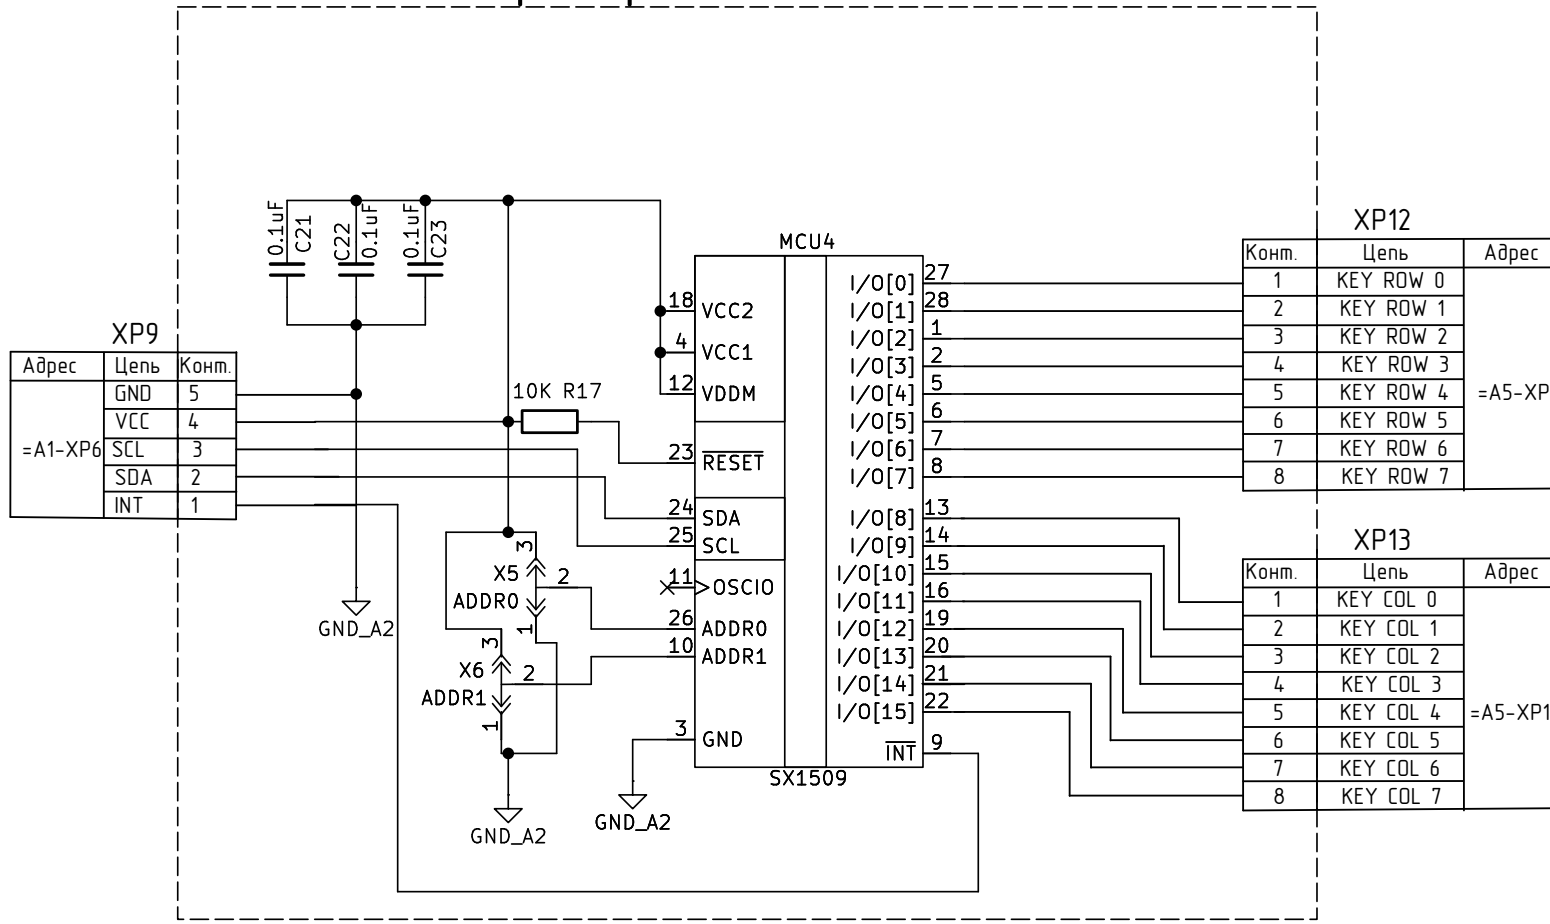 XP9
Адрес Цепь Конт.
GND 5
VCC 4
=A1-XP6 SCL 3
SDA 2
INT 1
0.1uF C21
C22 0.1uF
0.1uF C23
10K R17
GND_A2
3
X5 2
ADDR0
1
3
X6 2
ADDR1
1
GND_A2
GND_A2
MCU4
18 VCC2
4 VCC1
12 VDDM
23 RESET
24 SDA
25 SCL
11 OSCIO
26 ADDR0
10 ADDR1
3 GND
I/O[0] 27
I/O[1] 28
I/O[2] 1
I/O[3] 2
I/O[4] 5
I/O[5] 6
I/O[6] 7
I/O[7] 8
I/O[8] 13
I/O[9] 14
I/O[10] 15
I/O[11] 16
I/O[12] 19
I/O[13] 20
I/O[14] 21
I/O[15] 22
INT 9
SX1509
XP12
Конт. Цепь Адрес
1 KEY ROW 0
2 KEY ROW 1
3 KEY ROW 2
4 KEY ROW 3
5 KEY ROW 4 =A5-XP
6 KEY ROW 5
7 KEY ROW 6
8 KEY ROW 7
XP13
Конт. Цепь Адрес
1 KEY COL 0
2 KEY COL 1
3 KEY COL 2
4 KEY COL 3
5 KEY COL 4 =A5-XP1
6 KEY COL 5
7 KEY COL 6
8 KEY COL 7